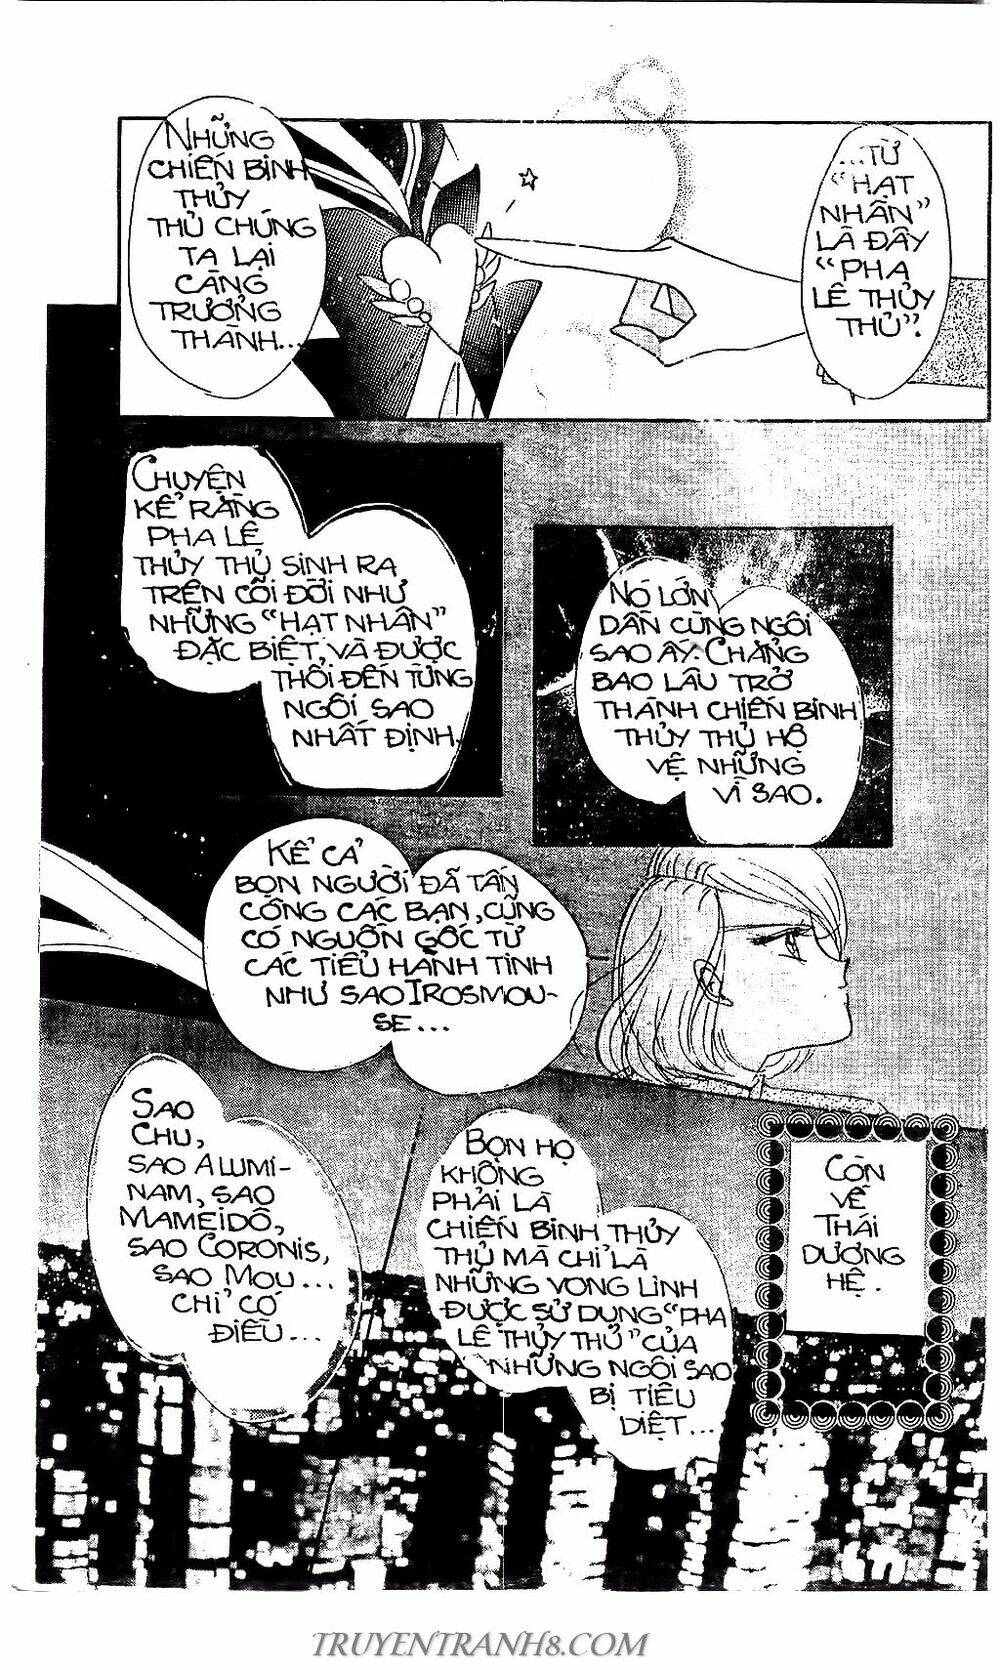 NHỮNG
CHIẾN BINH
THỦY
THỦ CHÚNG
TA LẠI
CÀNG
TRƯỞNG
THÀNH...
...TỪ
"HẠT
NHÂN"
LÀ ĐÂY
"PHA
LÊ THỦY
THỦ".
CHUYỆN
KỂ RẰNG
PHA LÊ
THỦY THỦ SINH RA
TRÊN CÕI ĐỜI NHƯ
NHỮNG "HẠT NHÂN"
ĐẶC BIỆT, VÀ ĐƯỢC
THỔI ĐẾN TỪNG
NGÔI SAO
NHẤT ĐỊNH.
NÓ LỚN
DẦN CÙNG NGÔI
SAO ẤY. CHẲNG
BAO LÂU TRỞ
THÀNH CHIẾN BINH
THỦY THỦ HỘ
VỆ NHỮNG
VÌ SAO.
KỂ CẢ
BỌN NGƯỜI ĐÃ TẤN
CÔNG CÁC BẠN, CŨNG
CÓ NGUỒN GỐC TỪ
CÁC TIỂU HÀNH TINH
NHƯ SAO IROSMOU-
SE...
SAO
CHU,
SAO ALUMI-
NAM, SAO
MAMEIDÔ,
SAO CORONIS,
SAO MOU...
CHỈ CÓ
ĐIỀU...
BỌN HỌ
KHÔNG
PHẢI LÀ
CHIẾN BINH THỦY
THỦ MÀ CHỈ LÀ
NHỮNG VONG LINH
ĐƯỢC SỬ DỤNG "PHA
LÊ THỦY THỦ" CỦA
NHỮNG NGÔI SAO
BỊ TIÊU
DIỆT...
CÒN
VỀ
THÁI
DƯƠNG
HỆ.
TRUYENTRANH8.COM